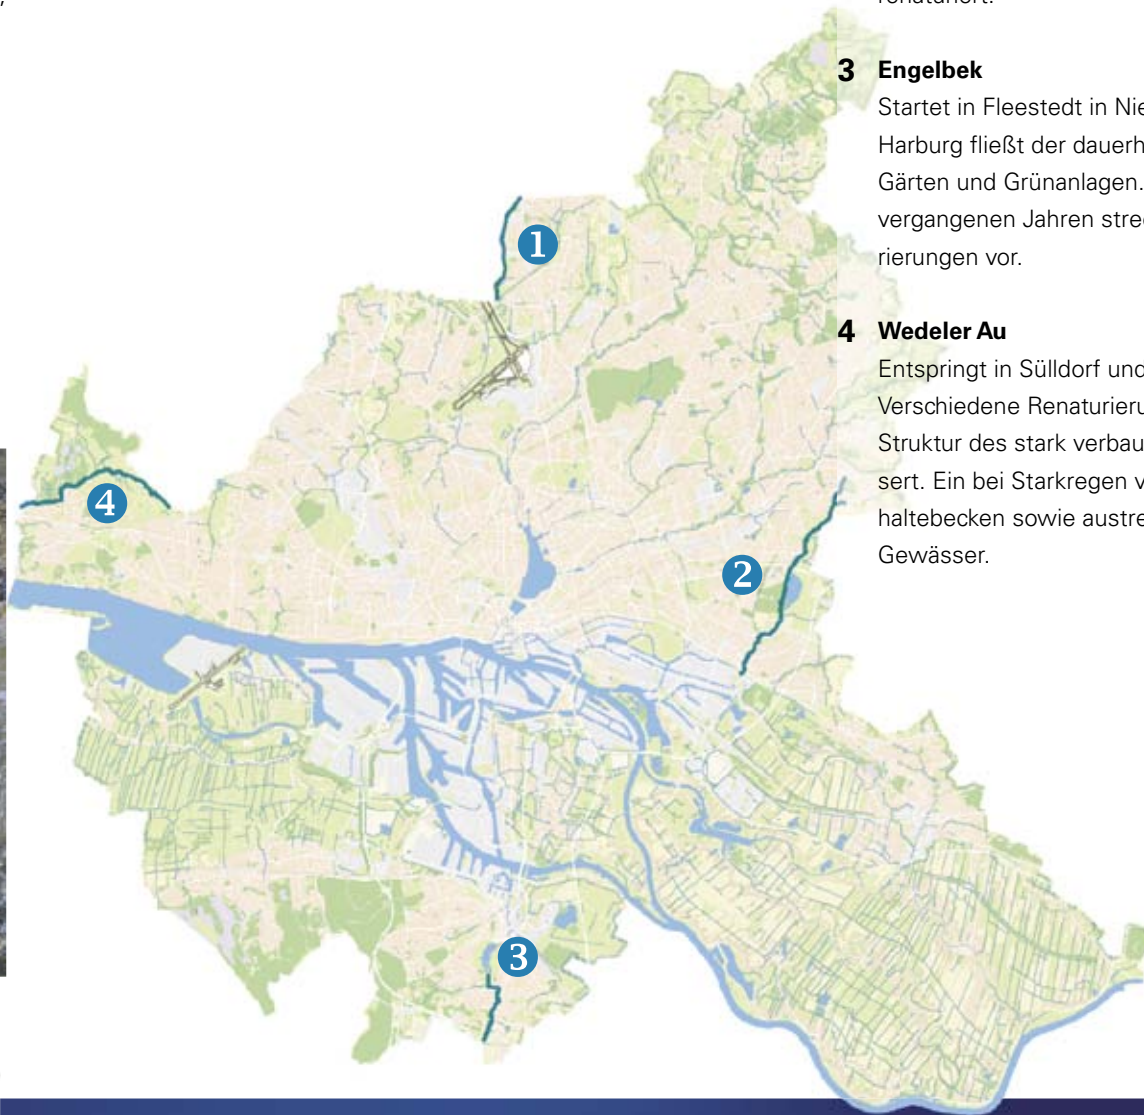 3 Engelbek
Startet in Fleestedt in Nie
Harburg fließt der dauerh
Gärten und Grünanlagen.
vergangenen Jahren stre
rierungen vor.
4 Wedeler Au
Entspringt in Sülldorf und
Verschiedene Renaturieru
Struktur des stark verbau
sert. Ein bei Starkregen v
haltebecken sowie austre
Gewässer.
1
4
2
3